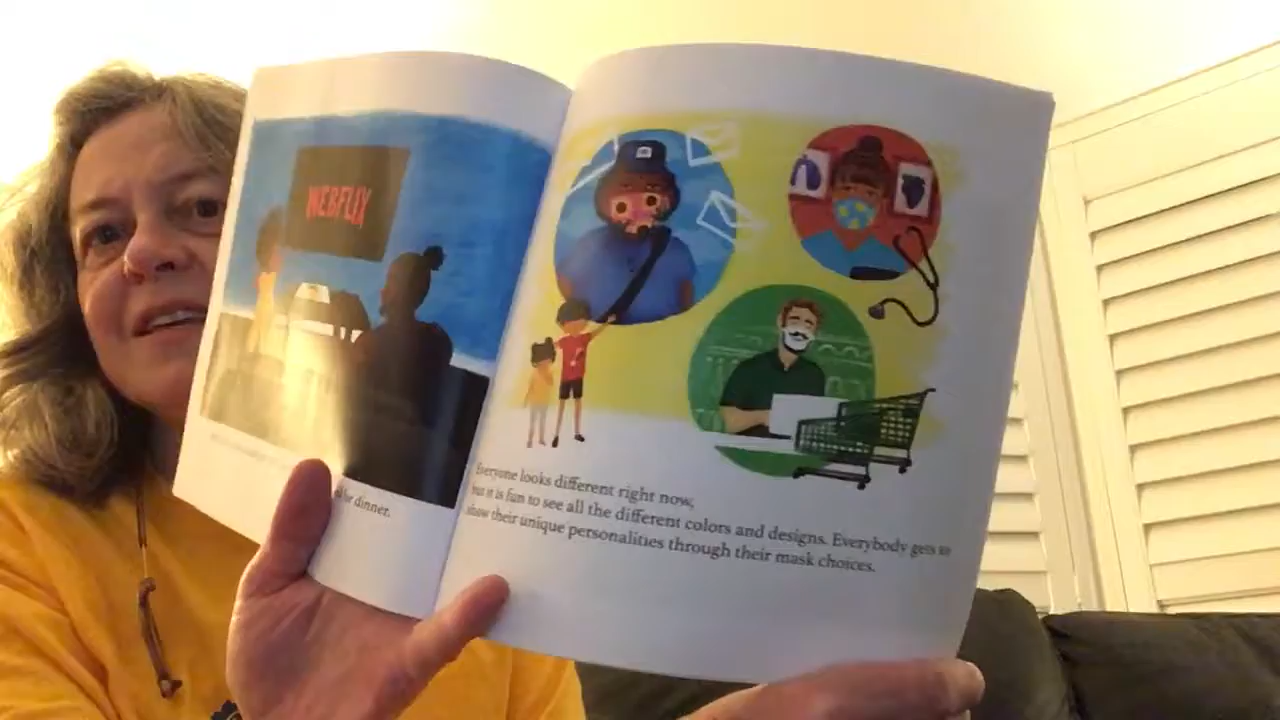 WEBFLIX
for dinner.
Everyone looks different right now,
but it is fun to see all the different colors and designs. Everybody gets to
show their unique personalities through their mask choices.